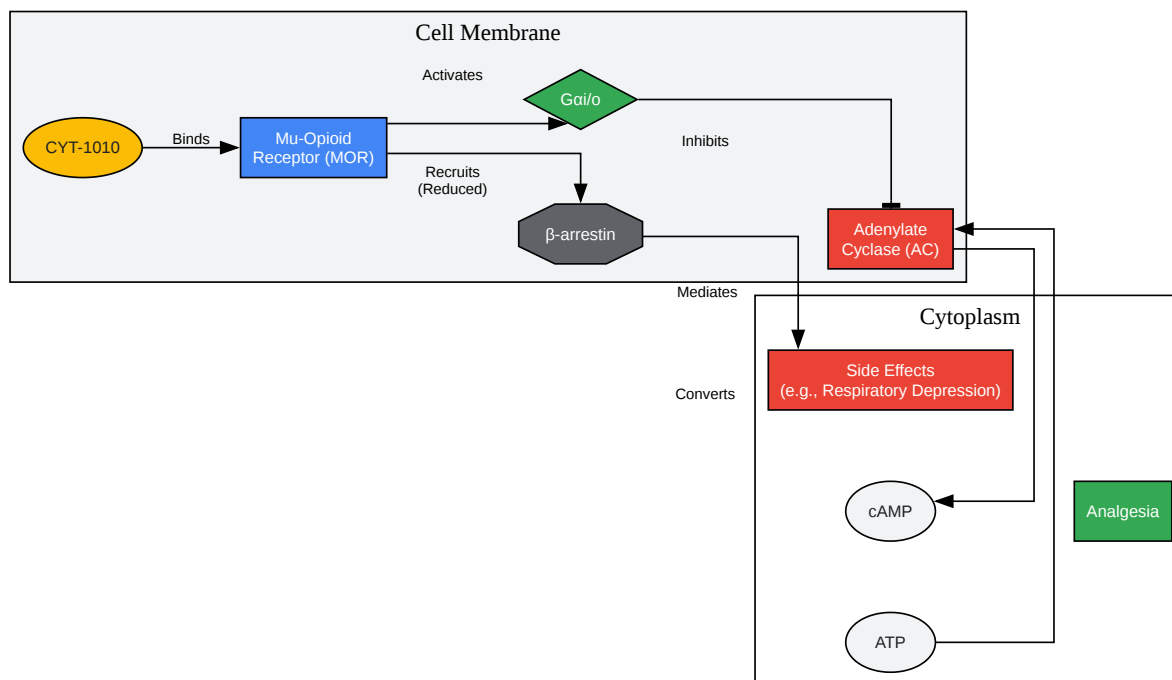 Cell Membrane
Activates
Gαi/o
CYT-1010
Binds
Mu-Opioid
Receptor (MOR)
Inhibits
Recruits
(Reduced)
β-arrestin
Adenylate
Cyclase (AC)
Mediates
Cytoplasm
Side Effects
(e.g., Respiratory Depression)
Converts
cAMP
Analgesia
ATP